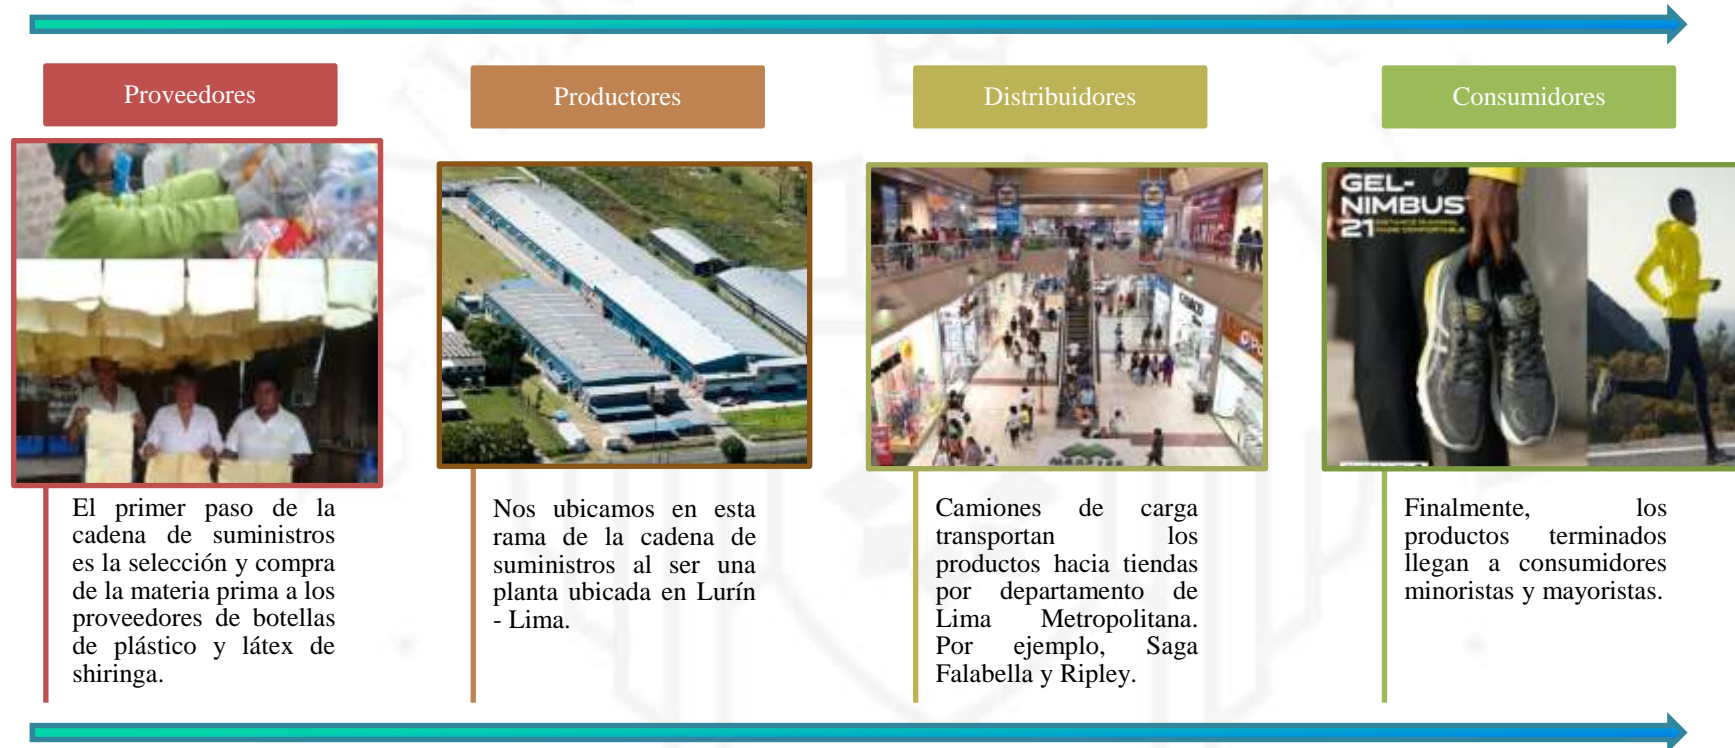 Proveedores
Productores
Distribuidores
Consumidores
GEL-
NIMBUS
21
El primer paso de la
cadena de suministros
es la selección y compra
de la materia prima a los
proveedores de botellas
de plástico y látex de
shiringa.
Nos ubicamos en esta
rama de la cadena de
suministros al ser una
planta ubicada en Lurín
- Lima.
Camiones de carga
transportan los
productos hacia tiendas
por departamento de
Lima Metropolitana.
Por ejemplo, Saga
Falabella y Ripley.
Finalmente, los
productos terminados
llegan a consumidores
minoristas y mayoristas.